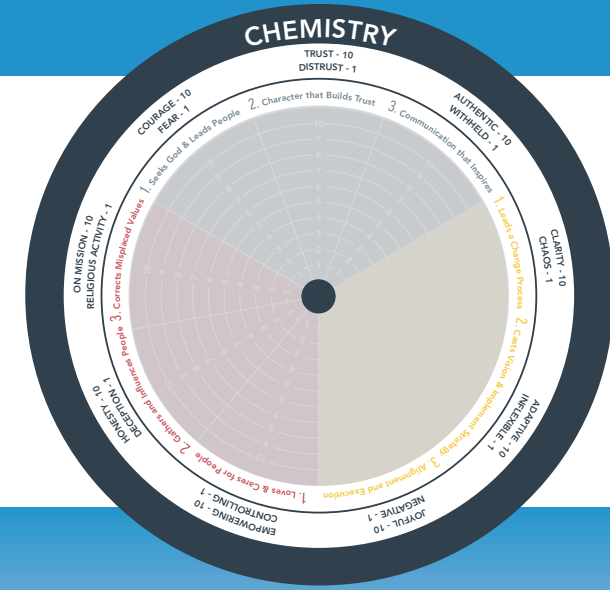 CHEMISTRY
TRUST - 10
DISTRUST - 1
AUTHENTIC - 10
WITHHELD - 1
CLARITY - 10
CHAOS - 1
ADAPTIVE - 10
INFLEXIBLE - 1
JOYFUL - 10
NEGATIVE - 1
EMPOWERING - 10
CONTROLLING - 1
HONESTY - 10
DECEPTION - 1
ON MISSION - 10
RELIGIOUS ACTIVITY - 1
COURAGE - 10
FEAR - 1
1. Seeks God & Leads People
2. Character that Builds Trust
3. Communication that Inspires
1. Leads a Change Process
2. Casts Vision & Implement Strategy
3. Alignment and Execution
1. Loves & Cares for People
2. Gathers and Influences People
3. Corrects Misplaced Values